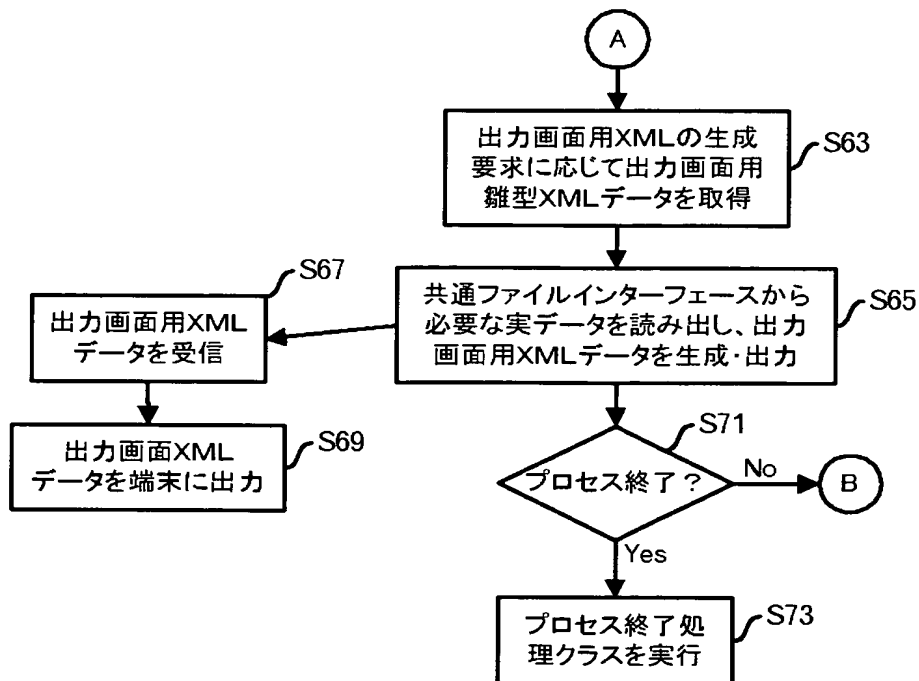 A
出力画面用XMLの生成
要求に応じて出力画面用
雛型XMLデータを取得
S63
共通ファイルインターフェースから
必要な実データを読み出し、出力
画面用XMLデータを生成・出力
S65
S67
出力画面用XML
データを受信
出力画面XML
データを端末に出力
S69
S71
プロセス終了？
No
B
Yes
プロセス終了処
理クラスを実行
S73